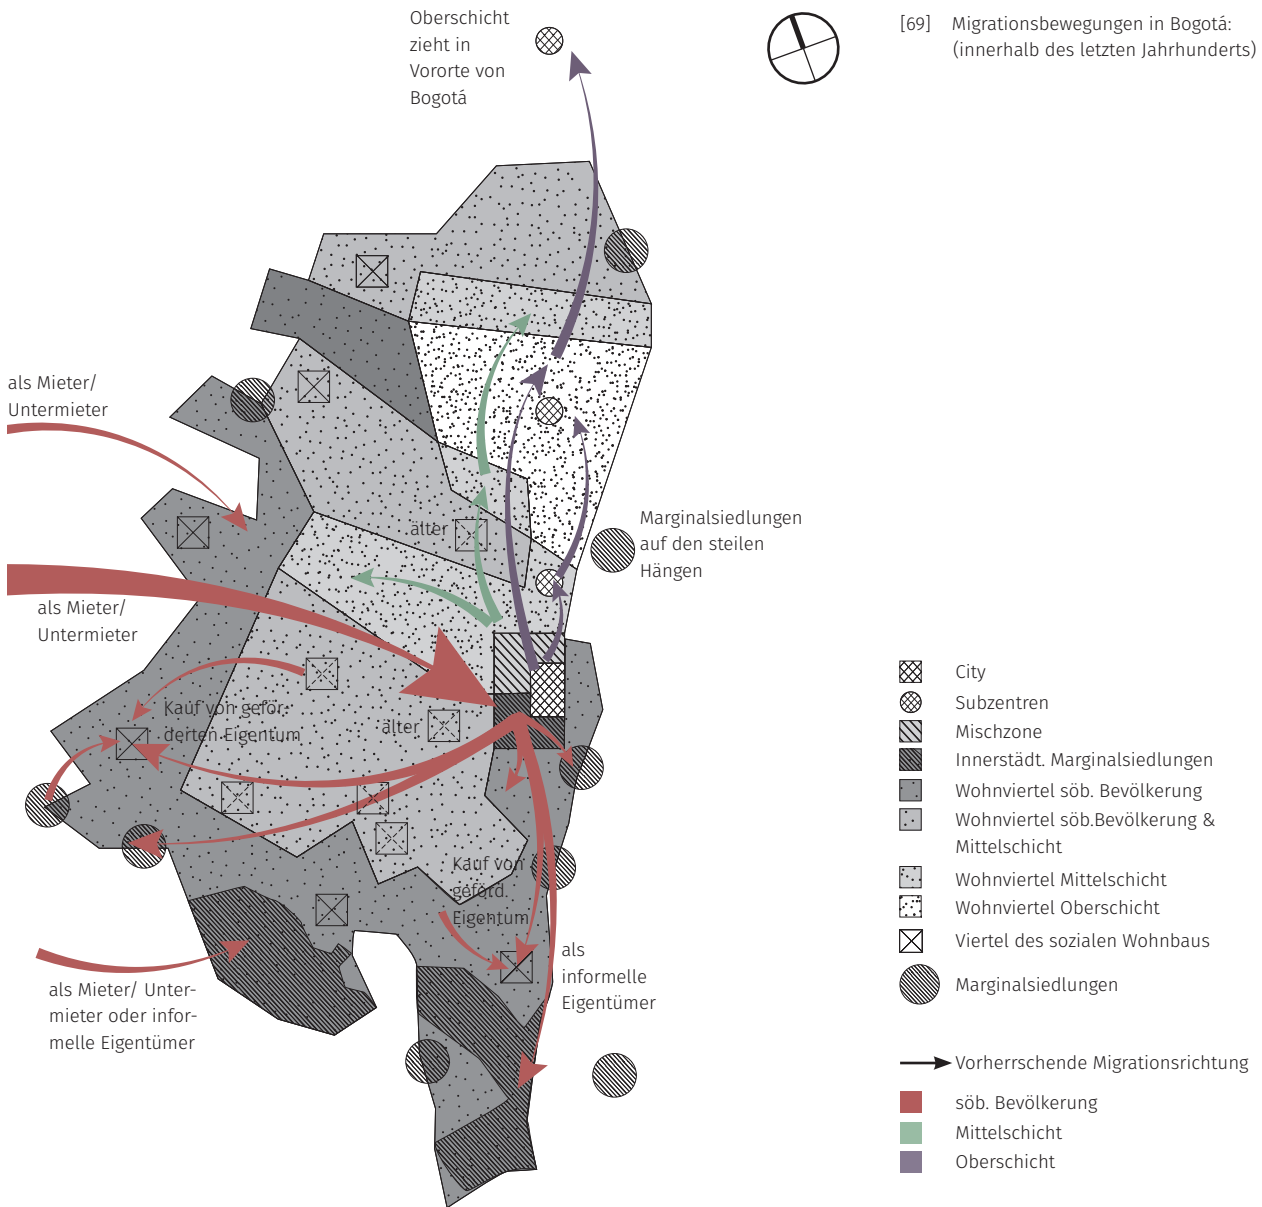 Oberschicht
zieht in
Vororte von
Bogotá
[69] Migrationsbewegungen in Bogotá:
(innerhalb des letzten Jahrhunderts)
als Mieter/
Untermieter
älter
Marginalsiedlungen
auf den steilen
Hängen
als Mieter/
Untermieter
Kauf von geför-
derten Eigentum
älter
Kauf von
geförd.
Eigentum
als
informelle
Eigentümer
als Mieter/ Unter-
mieter oder infor-
melle Eigentümer
City
Subzentren
Mischzone
Innerstädt. Marginalsiedlungen
Wohnviertel söb. Bevölkerung
Wohnviertel söb.Bevölkerung &
Mittelschicht
Wohnviertel Mittelschicht
Wohnviertel Oberschicht
Viertel des sozialen Wohnbaus
Marginalsiedlungen
Vorherrschende Migrationsrichtung
söb. Bevölkerung
Mittelschicht
Oberschicht